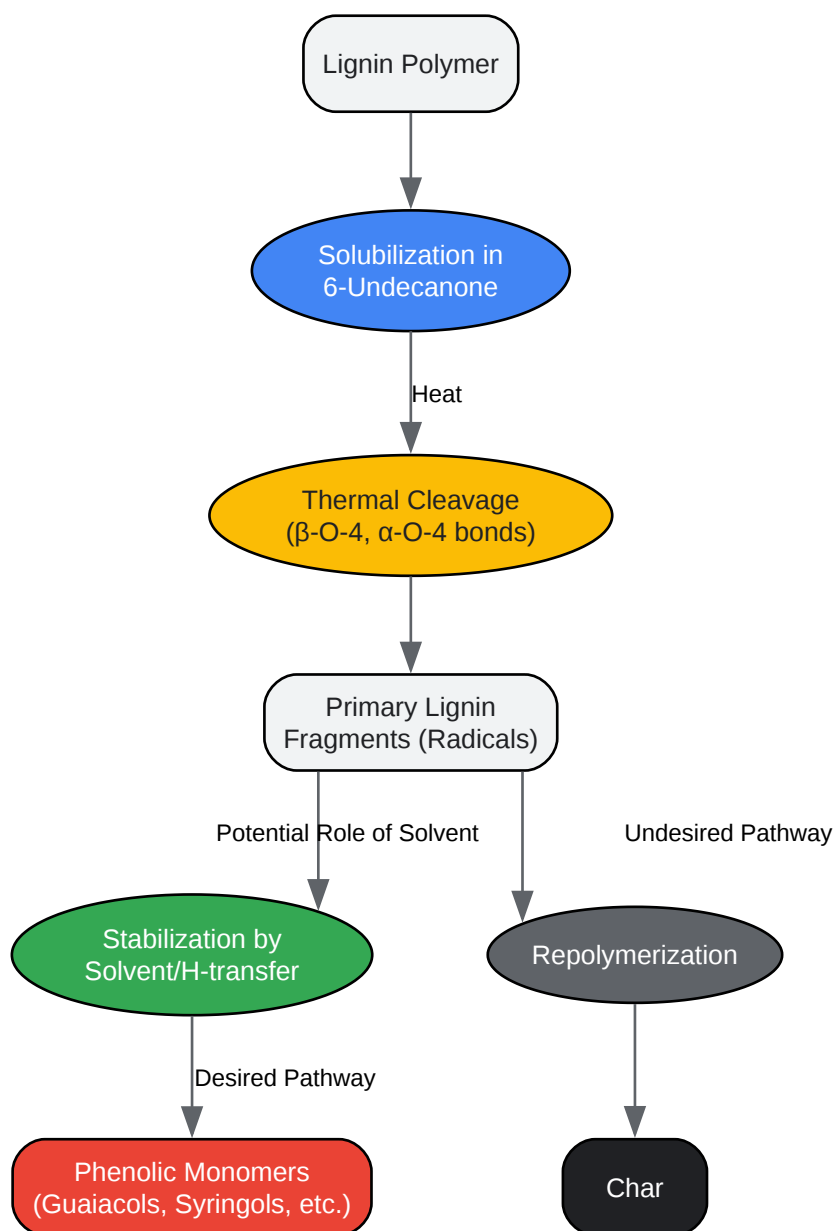 Lignin Polymer
Solubilization in
6-Undecanone
Heat
Thermal Cleavage
(β-O-4, α-O-4 bonds)
Primary Lignin
Fragments (Radicals)
Potential Role of Solvent
Undesired Pathway
Stabilization by
Solvent/H-transfer
Repolymerization
Desired Pathway
Phenolic Monomers
(Guaiacols, Syringols, etc.)
Char